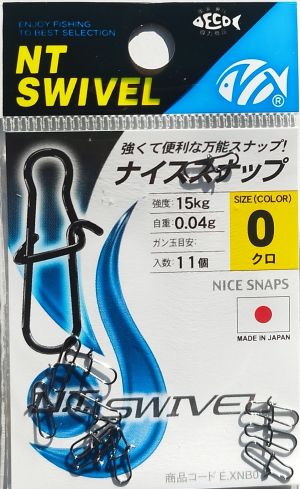 ENJOY FISHING
TO BEST SELECTION
ECO
NT
SWIVEL
®
強くて便利な万能スナップ!
ナイススナップ
強度: 15kg
自重: 0.04g
ガン玉目安:
入数: 11個
SIZE (COLOR)
0
クロ
NICE SNAPS
MADE IN JAPAN
NT SWIVEL
商品コード E.XNB0